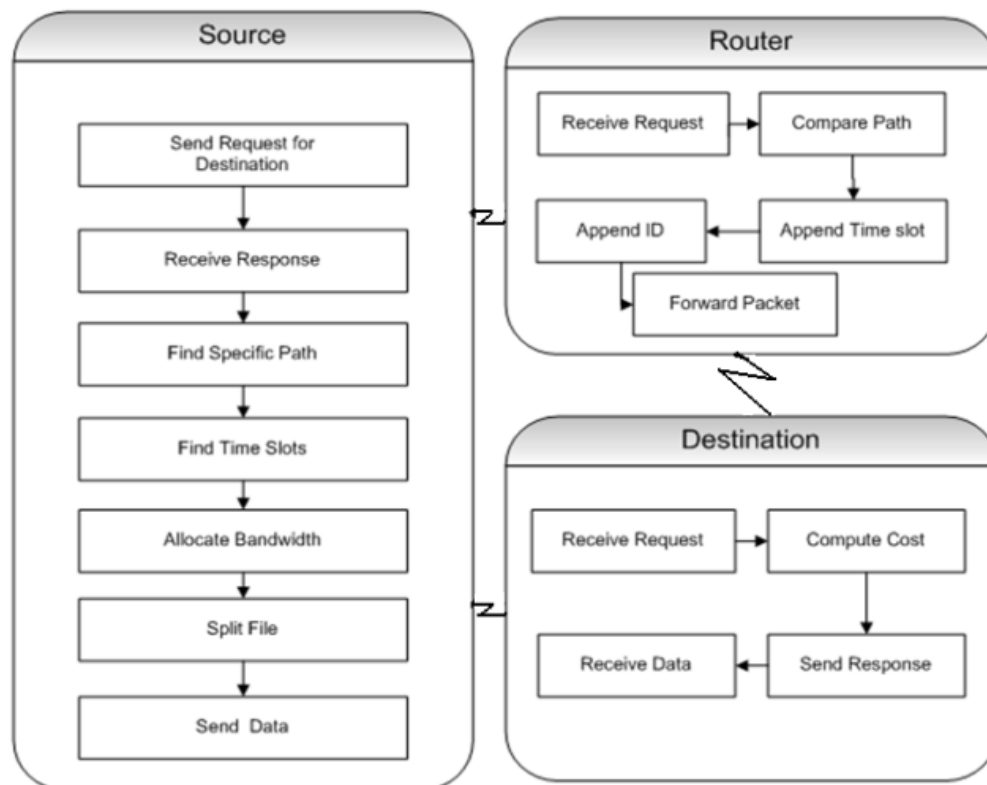 Source
Send Request for
Destination
Receive Response
Find Specific Path
Find Time Slots
Allocate Bandwidth
Split File
Send Data
Router
Receive Request
Compare Path
Append Time slot
Append ID
Forward Packet
Destination
Receive Request
Compute Cost
Send Response
Receive Data